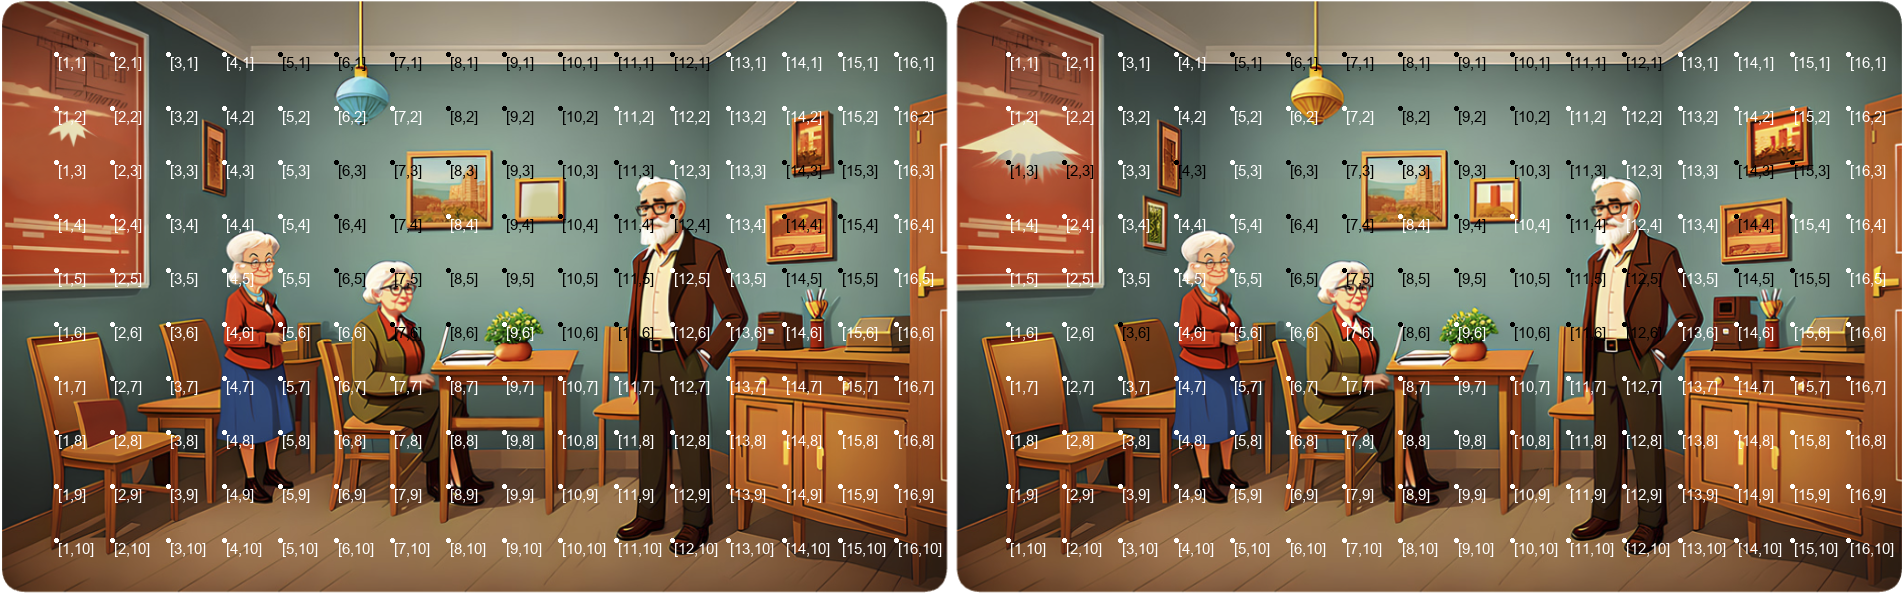 [1,1] [2,1] [3,1] [4,1] [5,1] [6,1] [7,1] [8,1] [9,1] [10,1] [11,1] [12,1] [13,1] [14,1] [15,1] [16,1] [1,1] [2,1] [3,1] [4,1] [5,1] [6,1] [7,1] [8,1] [9,1] [10,1] [11,1] [12,1] [13,1] [14,1] [15,1] [16,1]
[1,2] [2,2] [3,2] [4,2] [5,2] [6,2] [7,2] [8,2] [9,2] [10,2] [11,2] [12,2] [13,2] [14,2] [15,2] [16,2] [1,2] [2,2] [3,2] [4,2] [5,2] [6,2] [7,2] [8,2] [9,2] [10,2] [11,2] [12,2] [13,2] [14,2] [15,2] [16,2]
[1,3] [2,3] [3,3] [4,3] [5,3] [6,3] [7,3] [8,3] [9,3] [10,3] [11,3] [12,3] [13,3] [14,3] [15,3] [16,3] [1,3] [2,3] [3,3] [4,3] [5,3] [6,3] [7,3] [8,3] [9,3] [10,3] [11,3] [12,3] [13,3] [14,3] [15,3] [16,3]
[1,4] [2,4] [3,4] [4,4] [5,4] [6,4] [7,4] [8,4] [9,4] [10,4] [11,4] [12,4] [13,4] [14,4] [15,4] [16,4] [1,4] [2,4] [3,4] [4,4] [5,4] [6,4] [7,4] [8,4] [9,4] [10,4] [11,4] [12,4] [13,4] [14,4] [15,4] [16,4]
[1,5] [2,5] [3,5] [4,5] [5,5] [6,5] [7,5] [8,5] [9,5] [10,5] [11,5] [12,5] [13,5] [14,5] [15,5] [16,5] [1,5] [2,5] [3,5] [4,5] [5,5] [6,5] [7,5] [8,5] [9,5] [10,5] [11,5] [12,5] [13,5] [14,5] [15,5] [16,5]
[1,6] [2,6] [3,6] [4,6] [5,6] [6,6] [7,6] [8,6] [9,6] [10,6] [11,6] [12,6] [13,6] [14,6] [15,6] [16,6] [1,6] [2,6] [3,6] [4,6] [5,6] [6,6] [7,6] [8,6] [9,6] [10,6] [11,6] [12,6] [13,6] [14,6] [15,6] [16,6]
[1,7] [2,7] [3,7] [4,7] [5,7] [6,7] [7,7] [8,7] [9,7] [10,7] [11,7] [12,7] [13,7] [14,7] [15,7] [16,7] [1,7] [2,7] [3,7] [4,7] [5,7] [6,7] [7,7] [8,7] [9,7] [10,7] [11,7] [12,7] [13,7] [14,7] [15,7] [16,7]
[1,8] [2,8] [3,8] [4,8] [5,8] [6,8] [7,8] [8,8] [9,8] [10,8] [11,8] [12,8] [13,8] [14,8] [15,8] [16,8] [1,8] [2,8] [3,8] [4,8] [5,8] [6,8] [7,8] [8,8] [9,8] [10,8] [11,8] [12,8] [13,8] [14,8] [15,8] [16,8]
[1,9] [2,9] [3,9] [4,9] [5,9] [6,9] [7,9] [8,9] [9,9] [10,9] [11,9] [12,9] [13,9] [14,9] [15,9] [16,9] [1,9] [2,9] [3,9] [4,9] [5,9] [6,9] [7,9] [8,9] [9,9] [10,9] [11,9] [12,9] [13,9] [14,9] [15,9] [16,9]
[1,10] [2,10] [3,10] [4,10] [5,10] [6,10] [7,10] [8,10] [9,10] [10,10] [11,10] [12,10] [13,10] [14,10] [15,10] [16,10] [1,10] [2,10] [3,10] [4,10] [5,10] [6,10] [7,10] [8,10] [9,10] [10,10] [11,10] [12,10] [13,10] [14,10] [15,10] [16,10]